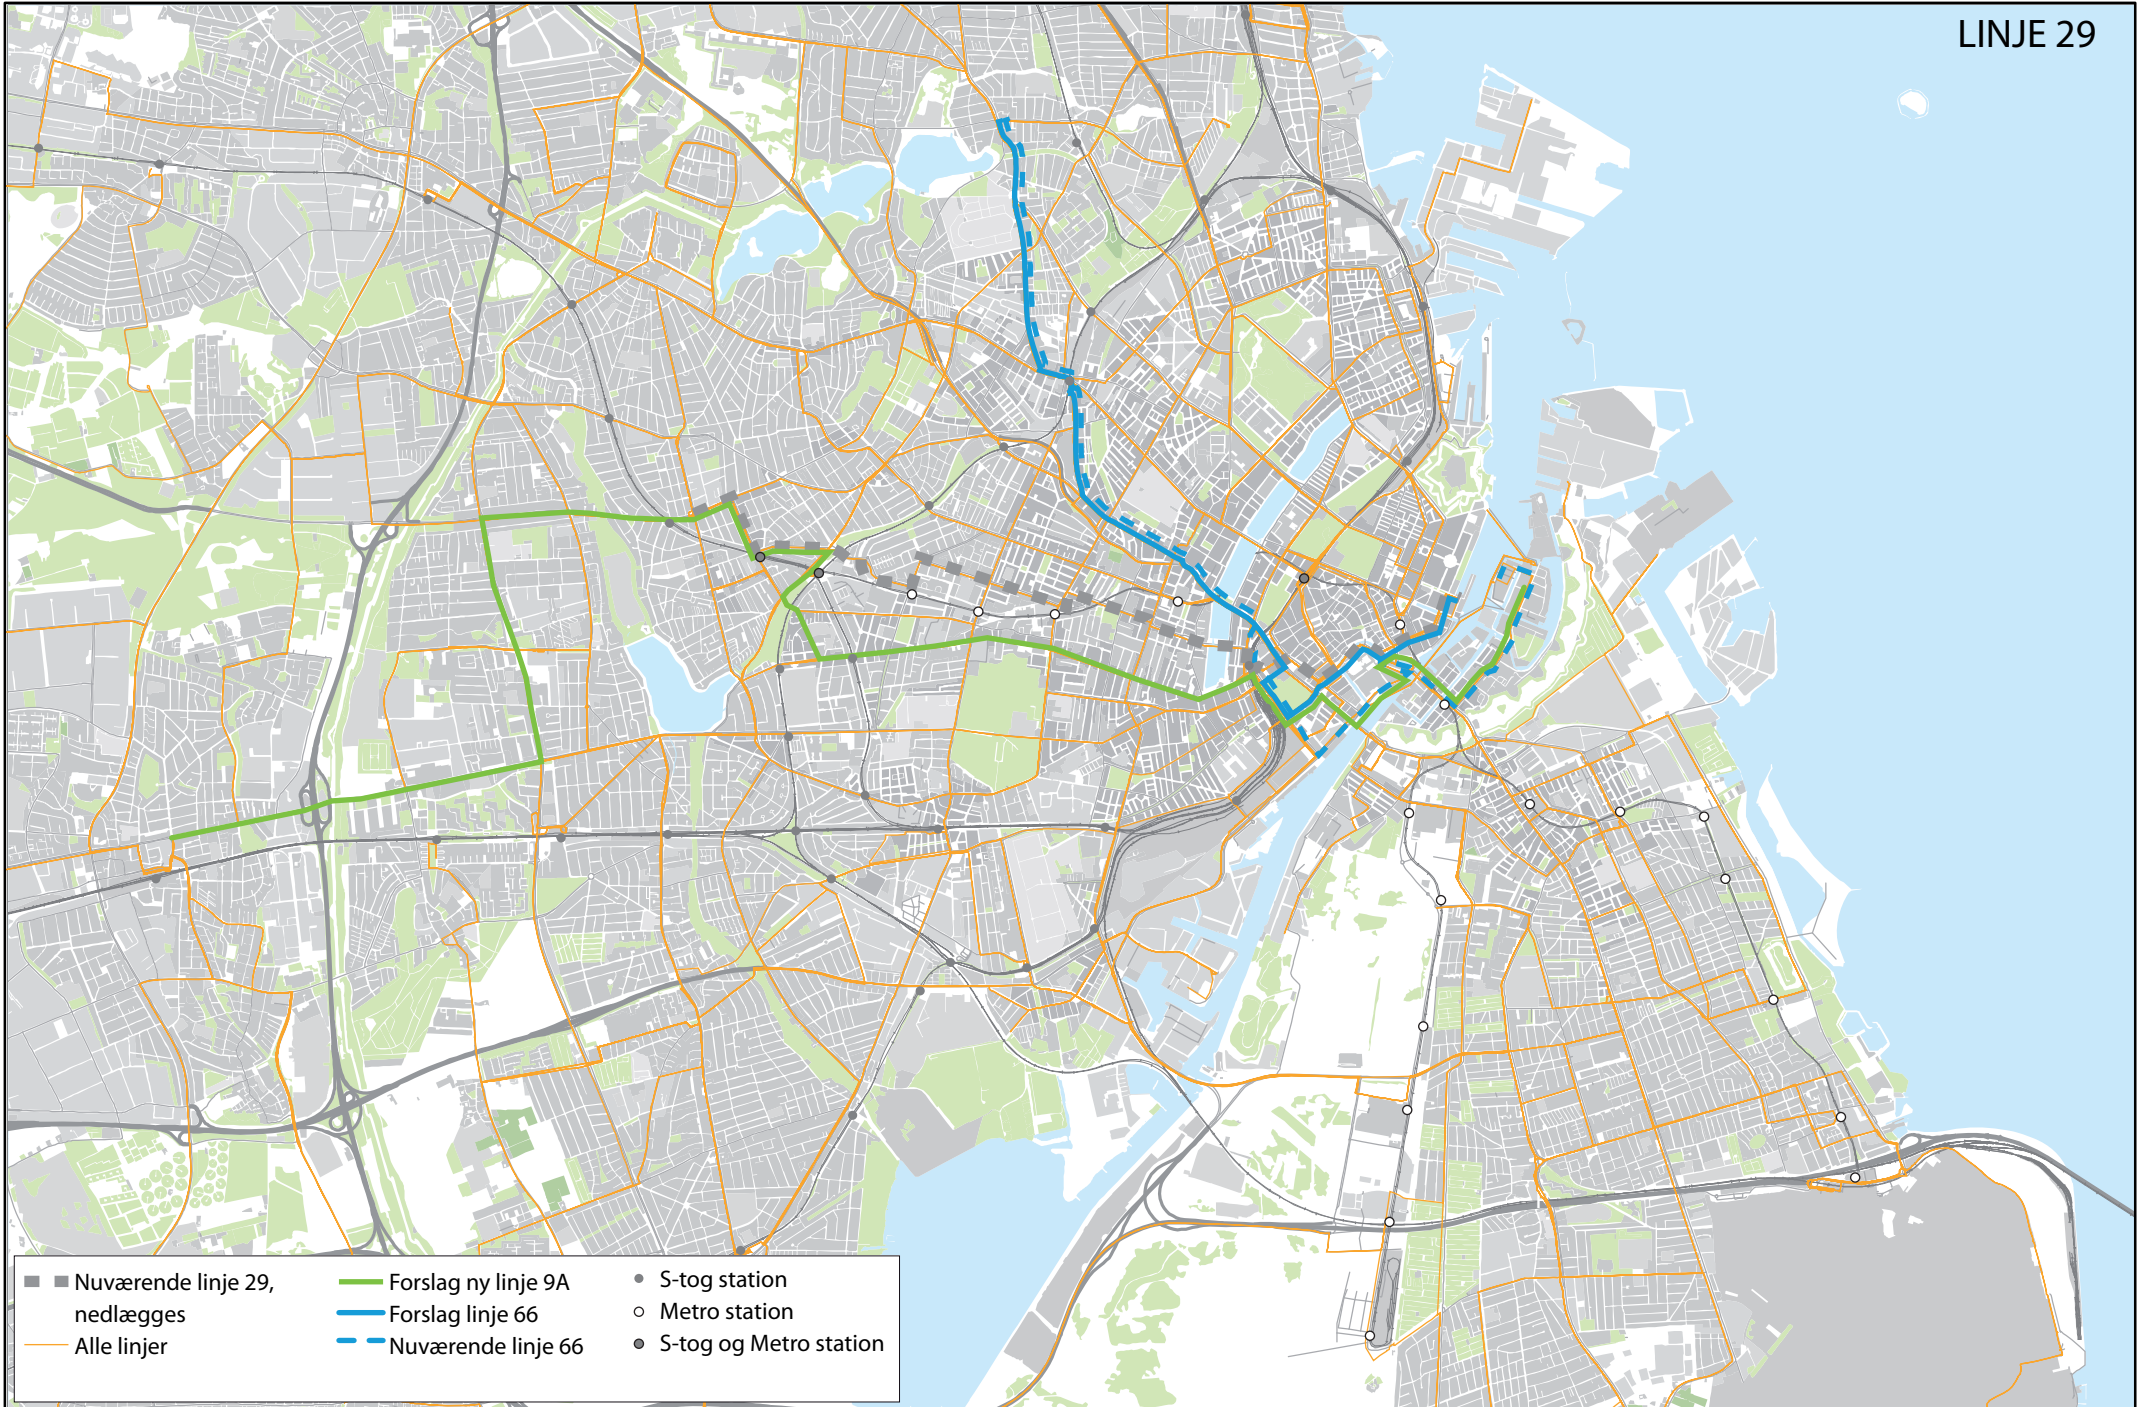 LINJE 29
Nuværende linje 29,
nedlægges
Alle linjer
Forslag ny linje 9A
Forslag linje 66
Nuværende linje 66
S-tog station
Metro station
S-tog og Metro station